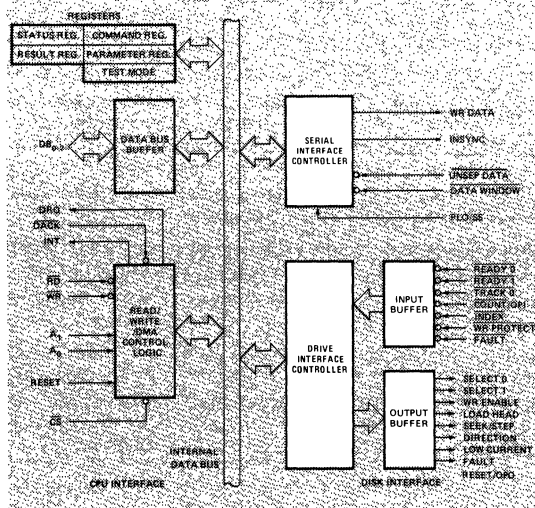 REGISTERS
STATUS REG. COMMAND REG.
RESULT REG. PARAMETER REG.
TEST MODE
DB0-7
DATA BUS
BUFFER
SERIAL
INTERFACE
CONTROLLER
WR DATA
INSYNC
UNSEP DATA
DATA WINDOW
PLO/SS
DRQ
DACK
INT
RD
WR
A1
A0
RESET
CS
READ/
WRITE
/DMA
CONTROL
LOGIC
DRIVE
INTERFACE
CONTROLLER
INPUT
BUFFER
READY 0
READY 1
TRACK 0
COUNT/OPI
INDEX
WR PROTECT
FAULT
OUTPUT
BUFFER
SELECT 0
SELECT 1
WR ENABLE
LOAD HEAD
SEEK/STEP
DIRECTION
LOW CURRENT
FAULT
RESET/OPO
INTERNAL
DATA BUS
CPU INTERFACE
DISK INTERFACE